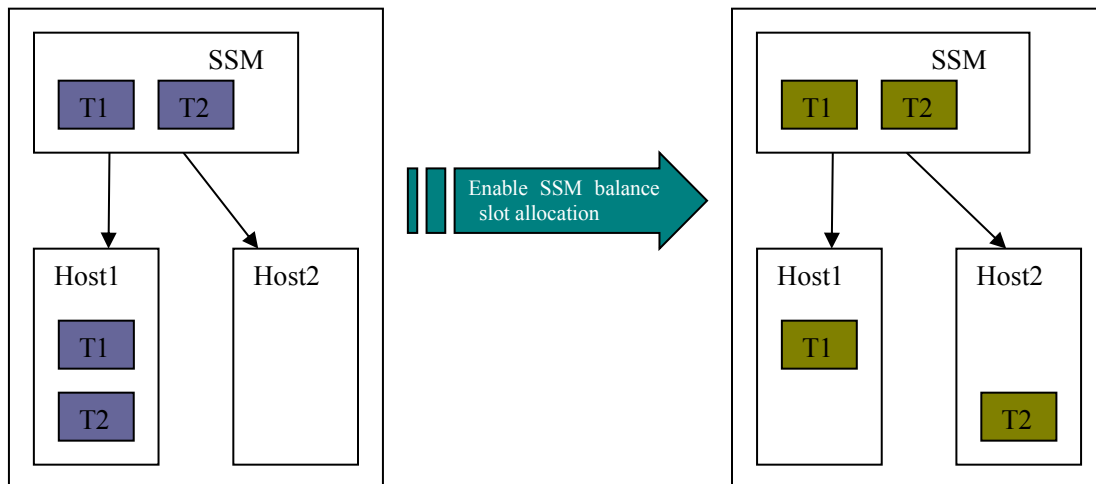 SSM
T1 T2
Host1
Host2
T1
T2
Enable SSM balance
slot allocation
SSM
T1 T2
Host1
Host2
T1
T2